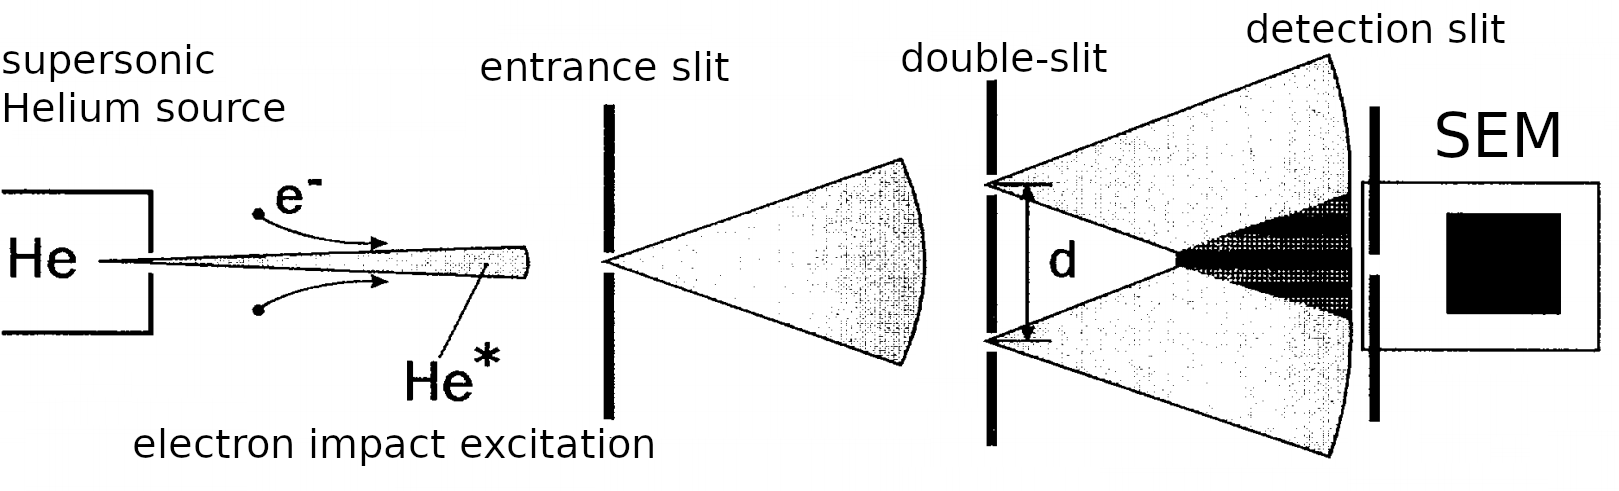 supersonic
Helium source
entrance slit
double-slit
detection slit
SEM
He
e-
He*
d
electron impact excitation